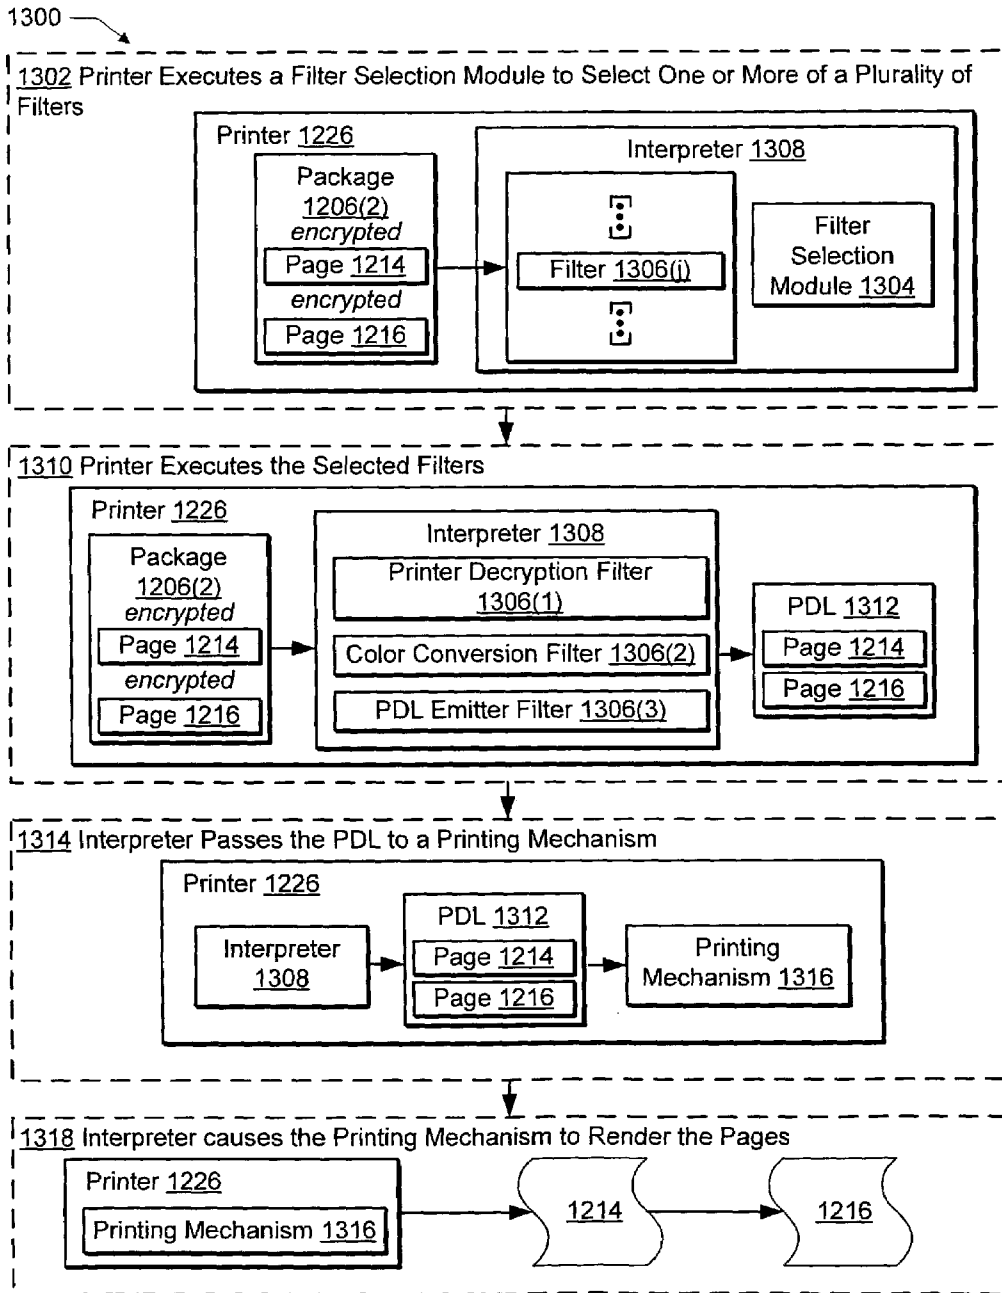 1300
1302 Printer Executes a Filter Selection Module to Select One or More of a Plurality of
Filters
Printer 1226
Package
1206(2)
encrypted
Page 1214
encrypted
Page 1216
Interpreter 1308
Filter 1306(j)
Filter
Selection
Module 1304
1310 Printer Executes the Selected Filters
Printer 1226
Package
1206(2)
encrypted
Page 1214
encrypted
Page 1216
Interpreter 1308
Printer Decryption Filter
1306(1)
Color Conversion Filter 1306(2)
PDL Emitter Filter 1306(3)
PDL 1312
Page 1214
Page 1216
1314 Interpreter Passes the PDL to a Printing Mechanism
Printer 1226
Interpreter
1308
PDL 1312
Page 1214
Page 1216
Printing
Mechanism 1316
1318 Interpreter causes the Printing Mechanism to Render the Pages
Printer 1226
Printing Mechanism 1316
1214
1216